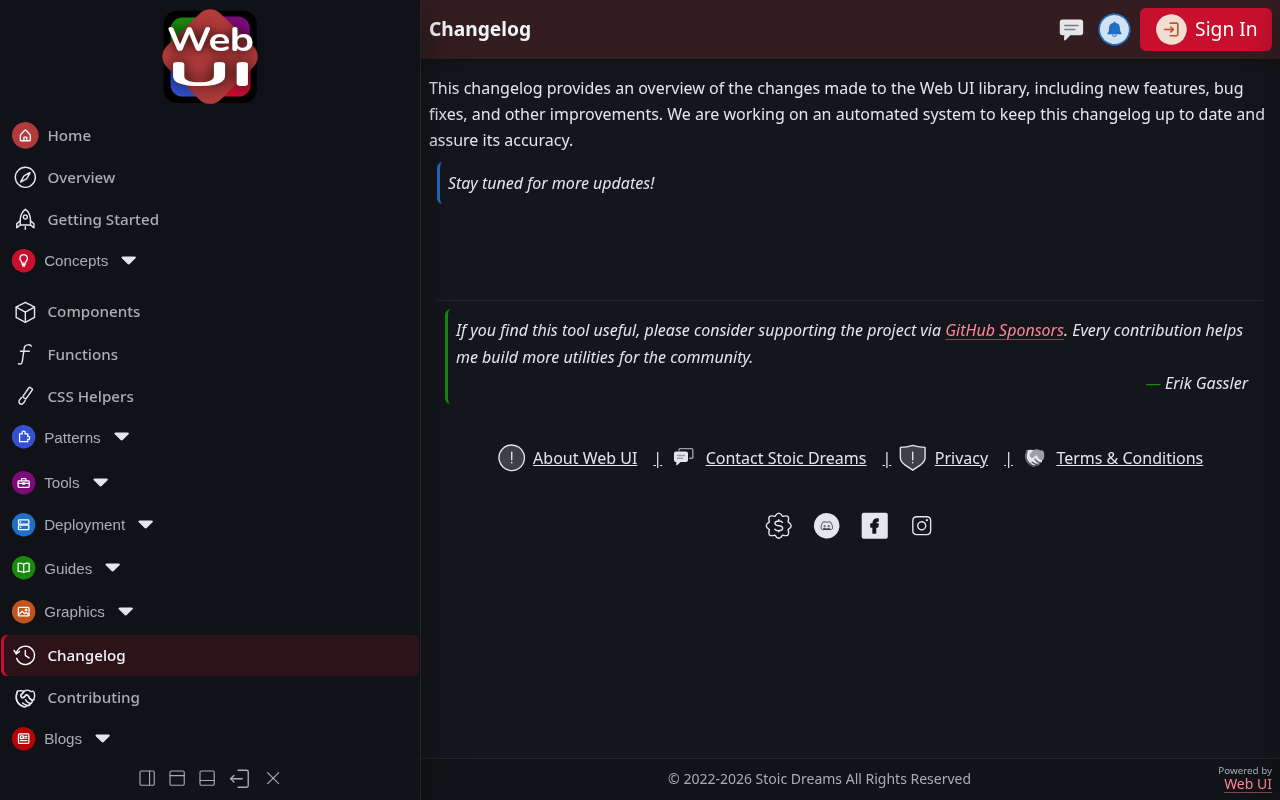 Web
UI
Home
Overview
Getting Started
Concepts
Components
Functions
CSS Helpers
Patterns
Tools
Deployment
Guides
Graphics
Changelog
Contributing
Blogs
Changelog
Sign In
This changelog provides an overview of the changes made to the Web UI library, including new features, bug
fixes, and other improvements. We are working on an automated system to keep this changelog up to date and
assure its accuracy.
Stay tuned for more updates!
If you find this tool useful, please consider supporting the project via GitHub Sponsors. Every contribution helps
me build more utilities for the community.
— Erik Gassler
About Web UI | Contact Stoic Dreams | Privacy | Terms & Conditions
© 2022-2026 Stoic Dreams All Rights Reserved
Powered by
Web UI